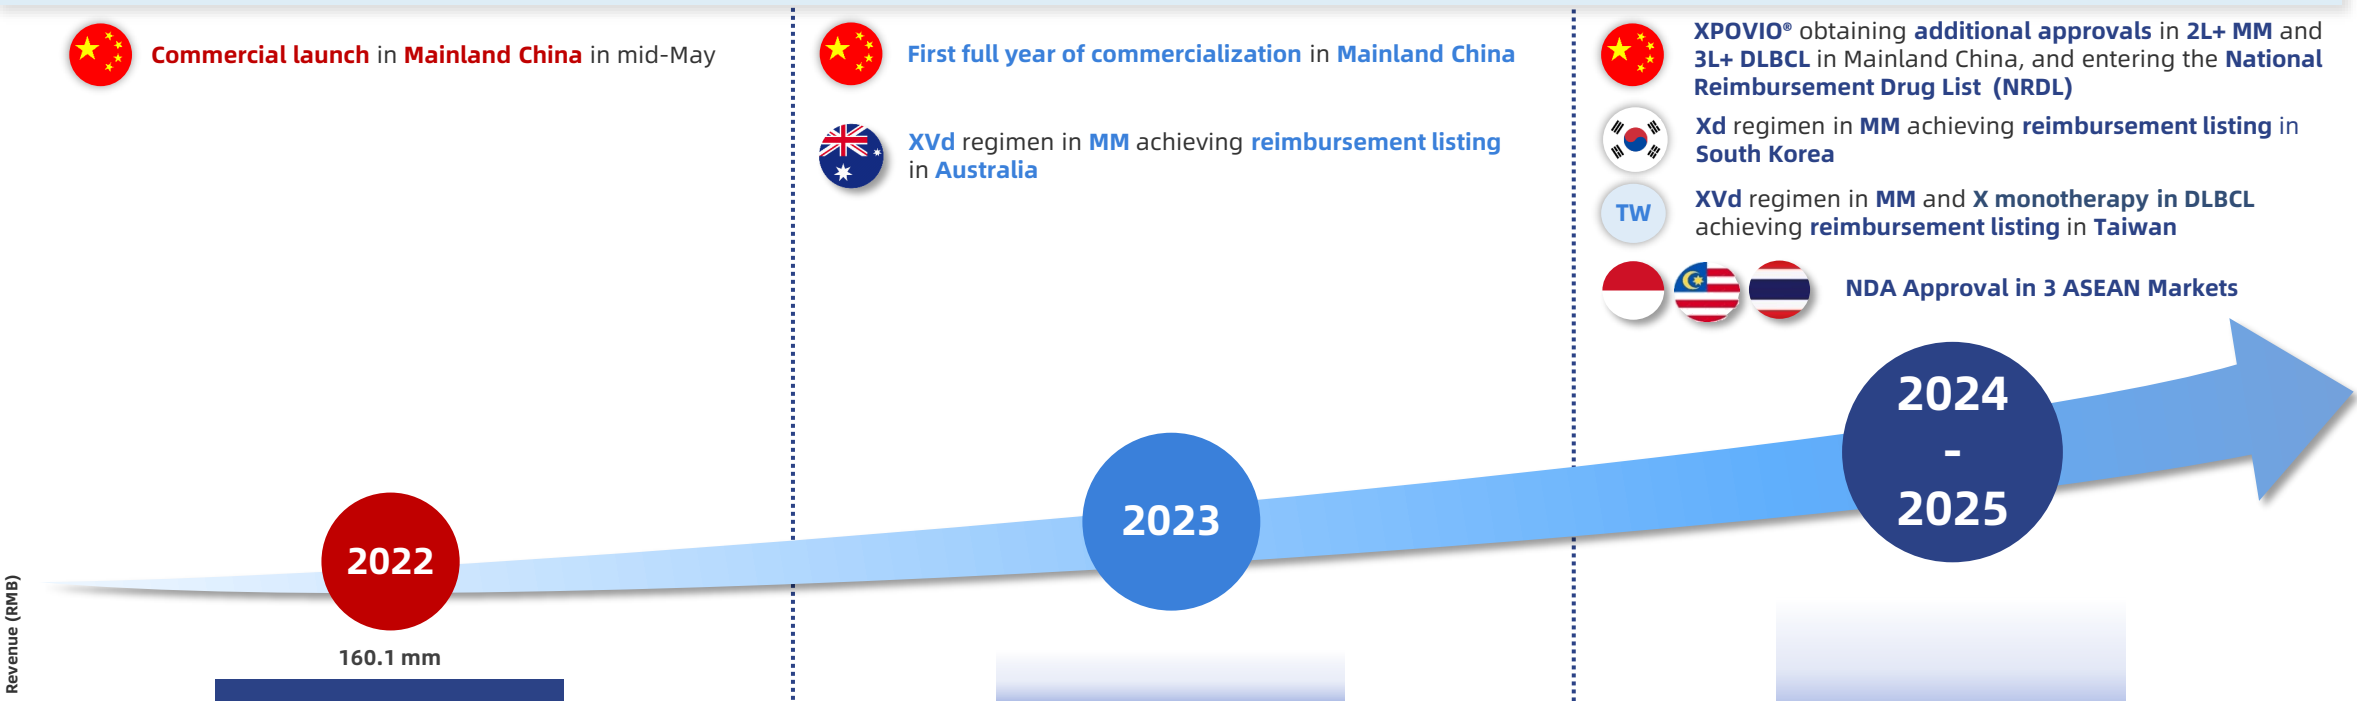 Commercial launch in Mainland China in mid-May
First full year of commercialization in Mainland China
XVd regimen in MM achieving reimbursement listing
in Australia
XPOVIO® obtaining additional approvals in 2L+ MM and
3L+ DLBCL in Mainland China, and entering the National
Reimbursement Drug List (NRDL)
Xd regimen in MM achieving reimbursement listing in
South Korea
TW
XVd regimen in MM and X monotherapy in DLBCL
achieving reimbursement listing in Taiwan
NDA Approval in 3 ASEAN Markets
2022
2023
2024
-
2025
Revenue (RMB)
160.1 mm